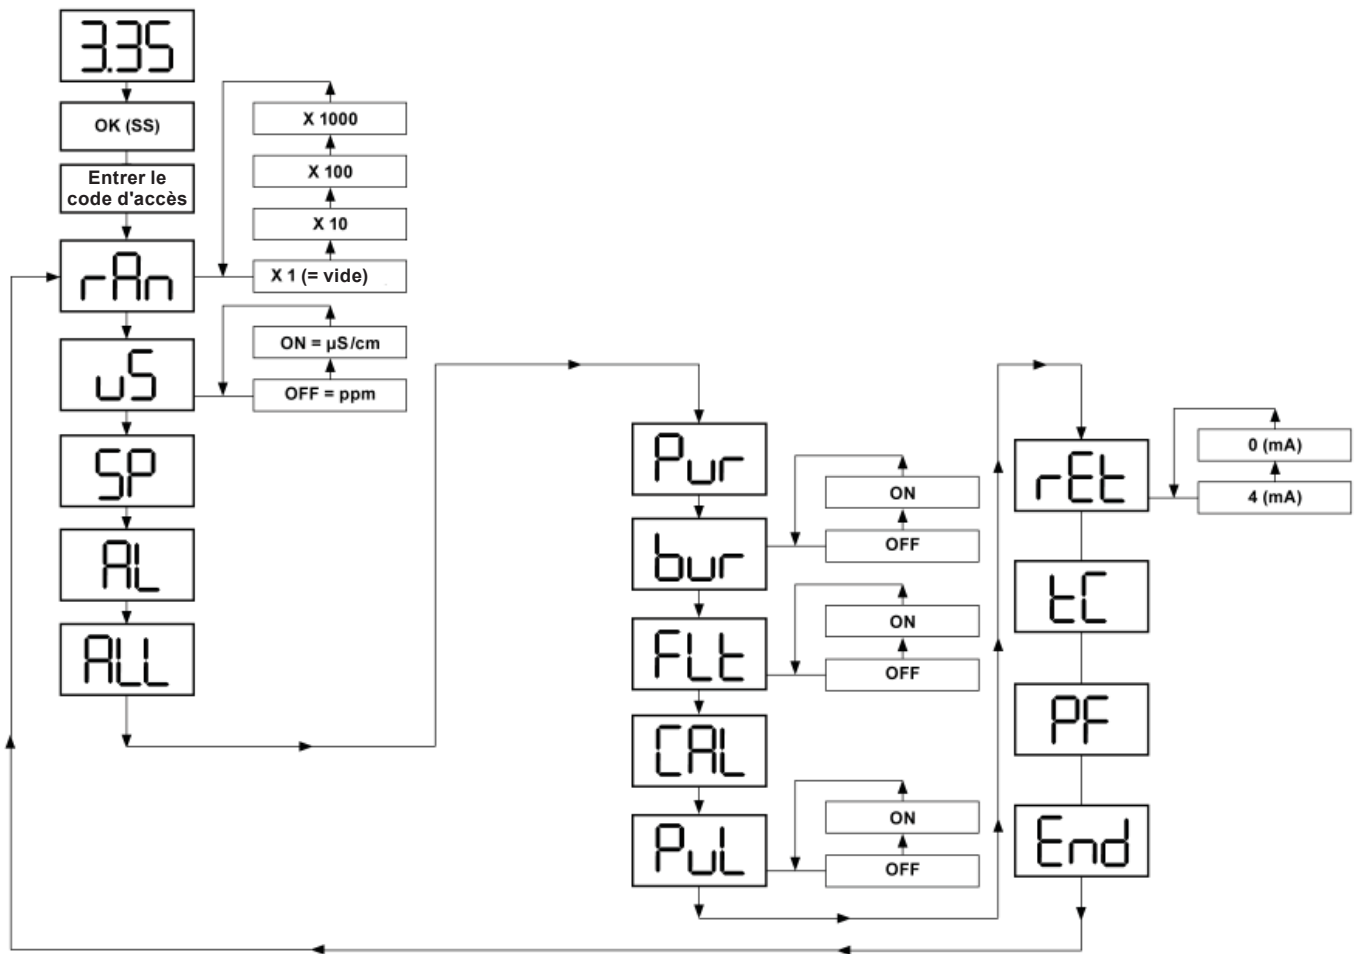 3.35
OK (SS)
Entrer le
code d'accès
rAn
X 1000
X 100
X 10
X 1 (= vide)
uS
ON = µS/cm
OFF = ppm
SP
AL
ALL
Pur
bur
ON
OFF
FLt
ON
OFF
CAL
PuL
ON
OFF
rEt
0 (mA)
4 (mA)
tC
PF
End